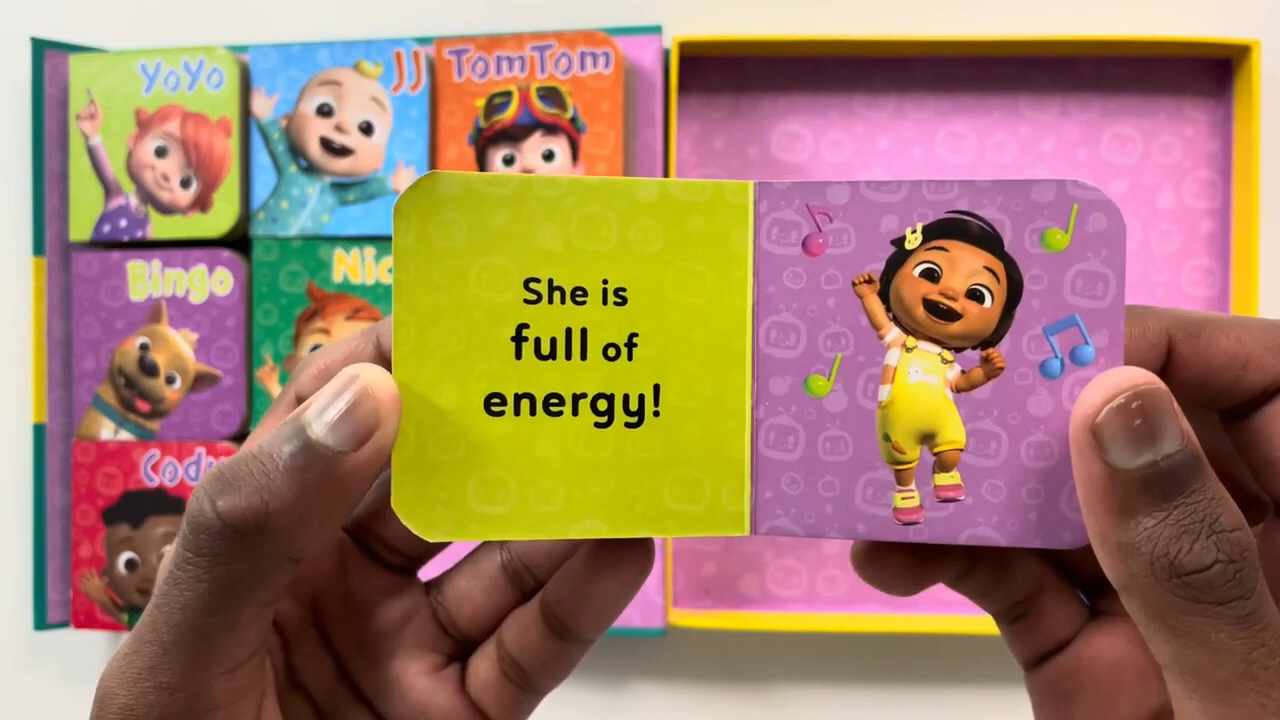 YoYo
JJ
TomTom
Bingo
She is
full of
energy!